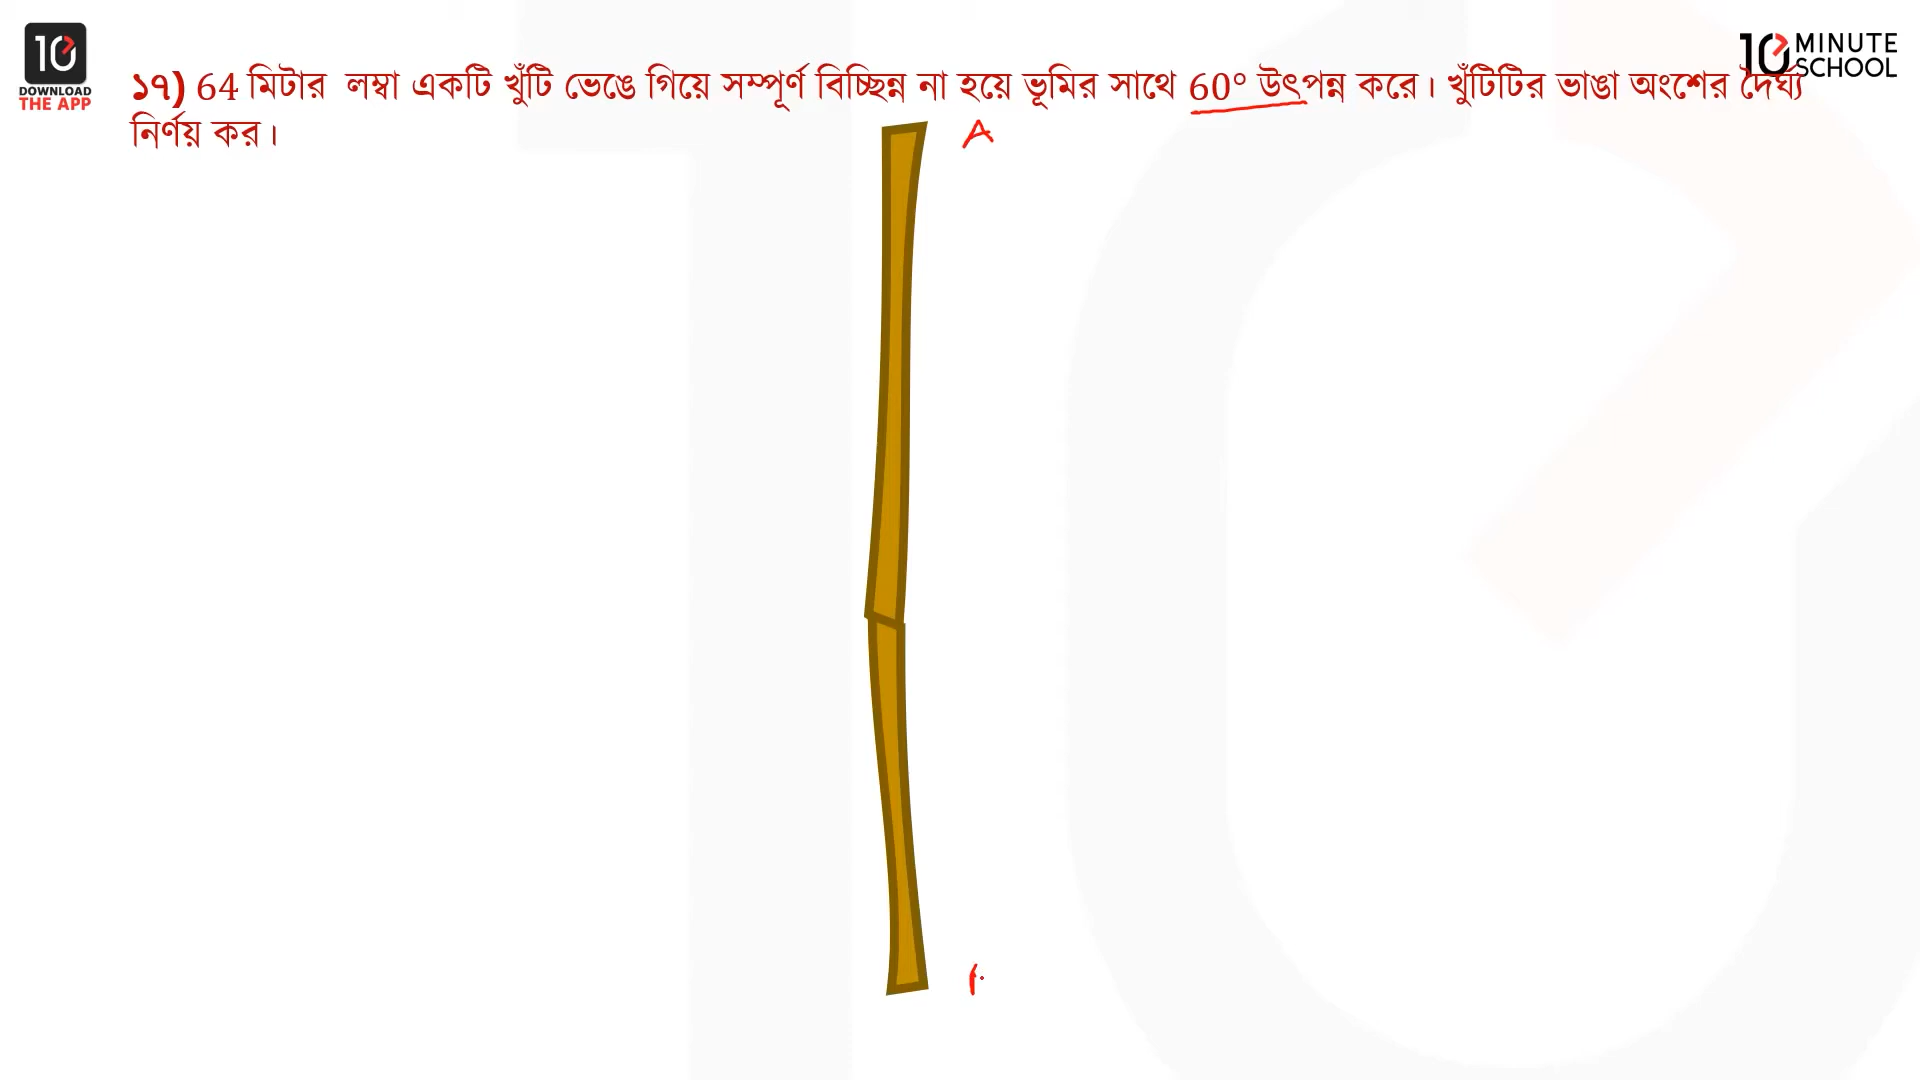 10
DOWNLOAD
THE APP
10 MINUTE
SCHOOL
১৭) 64 মিটার লম্বা একটি খুঁটি ভেঙে গিয়ে সম্পূর্ণ বিচ্ছিন্ন না হয়ে ভূমির সাথে 60° উৎপন্ন করে। খুঁটিটির ভাঙা অংশের দৈর্ঘ্য
নির্ণয় কর।
A